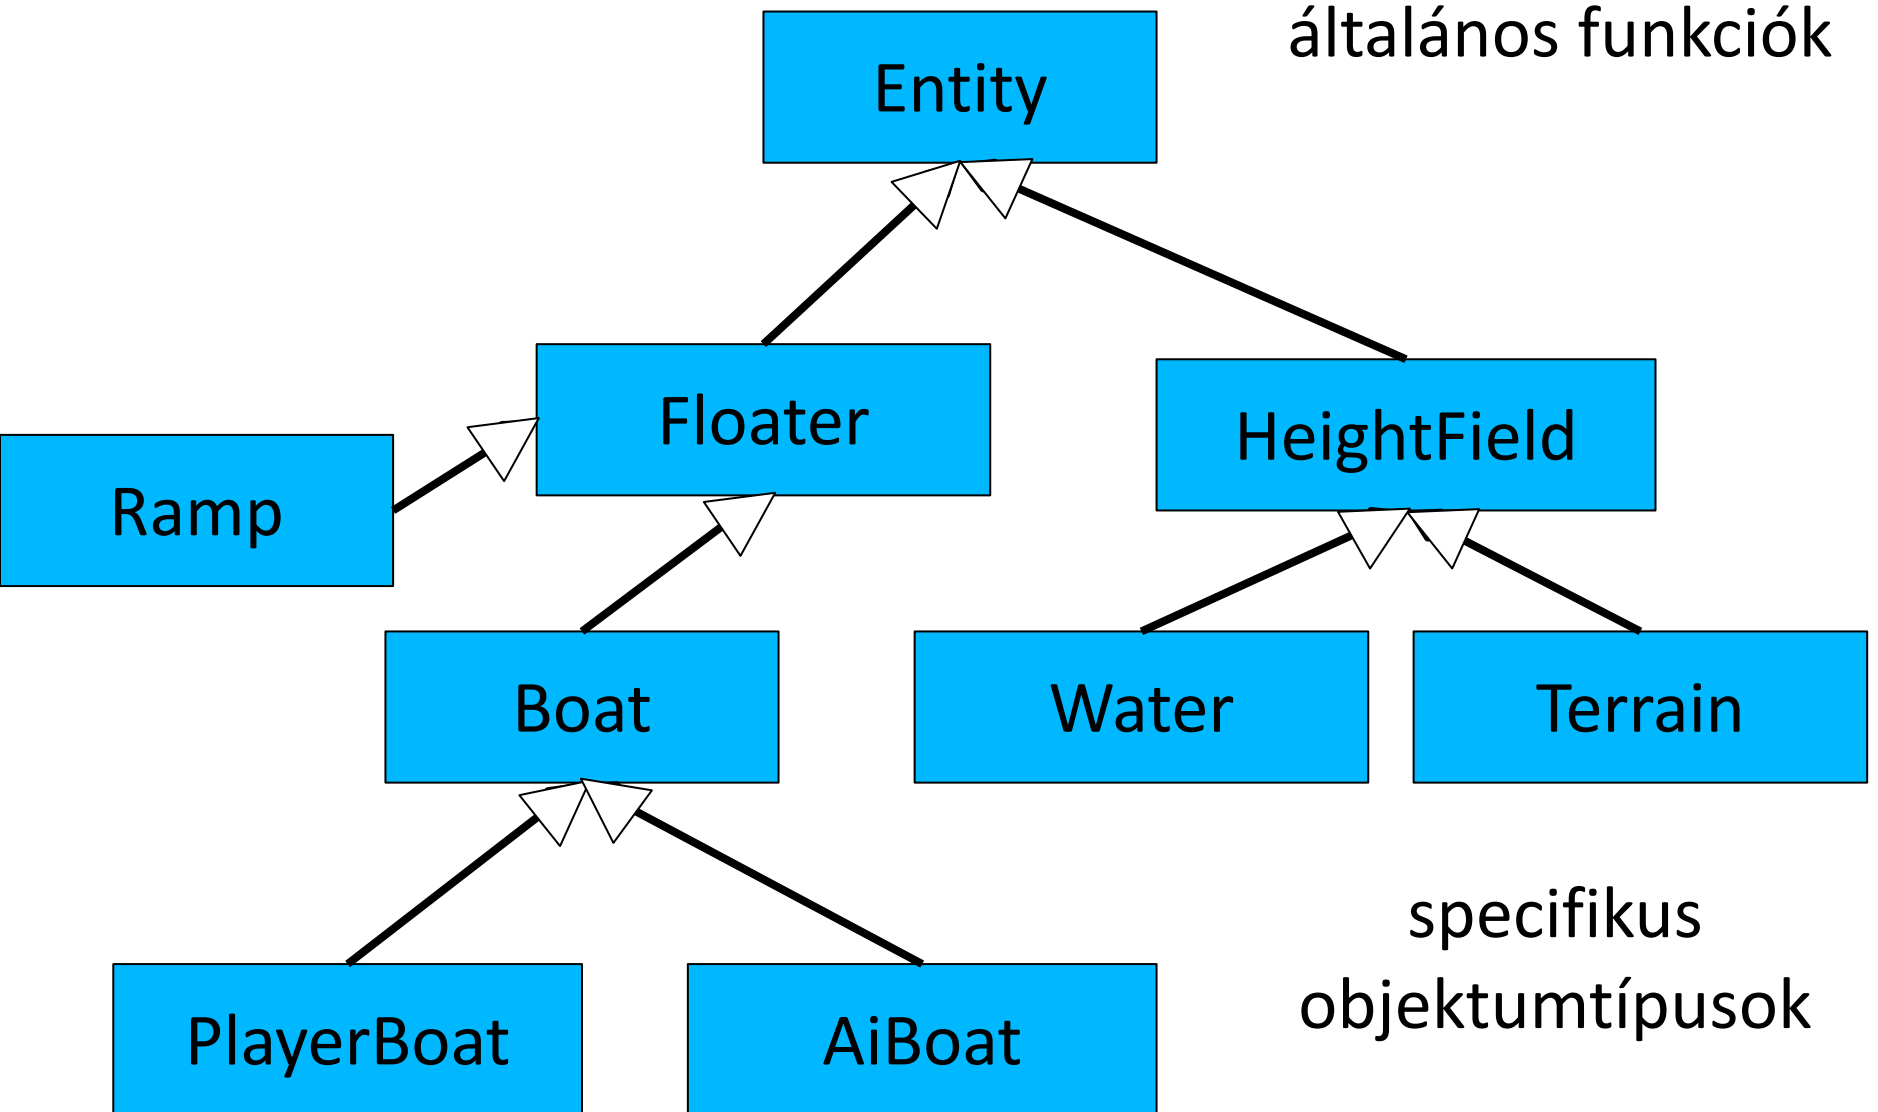 általános funkciók
Entity
Floater
HeightField
Ramp
Boat
Water
Terrain
specifikus
objektumtípusok
PlayerBoat
AiBoat